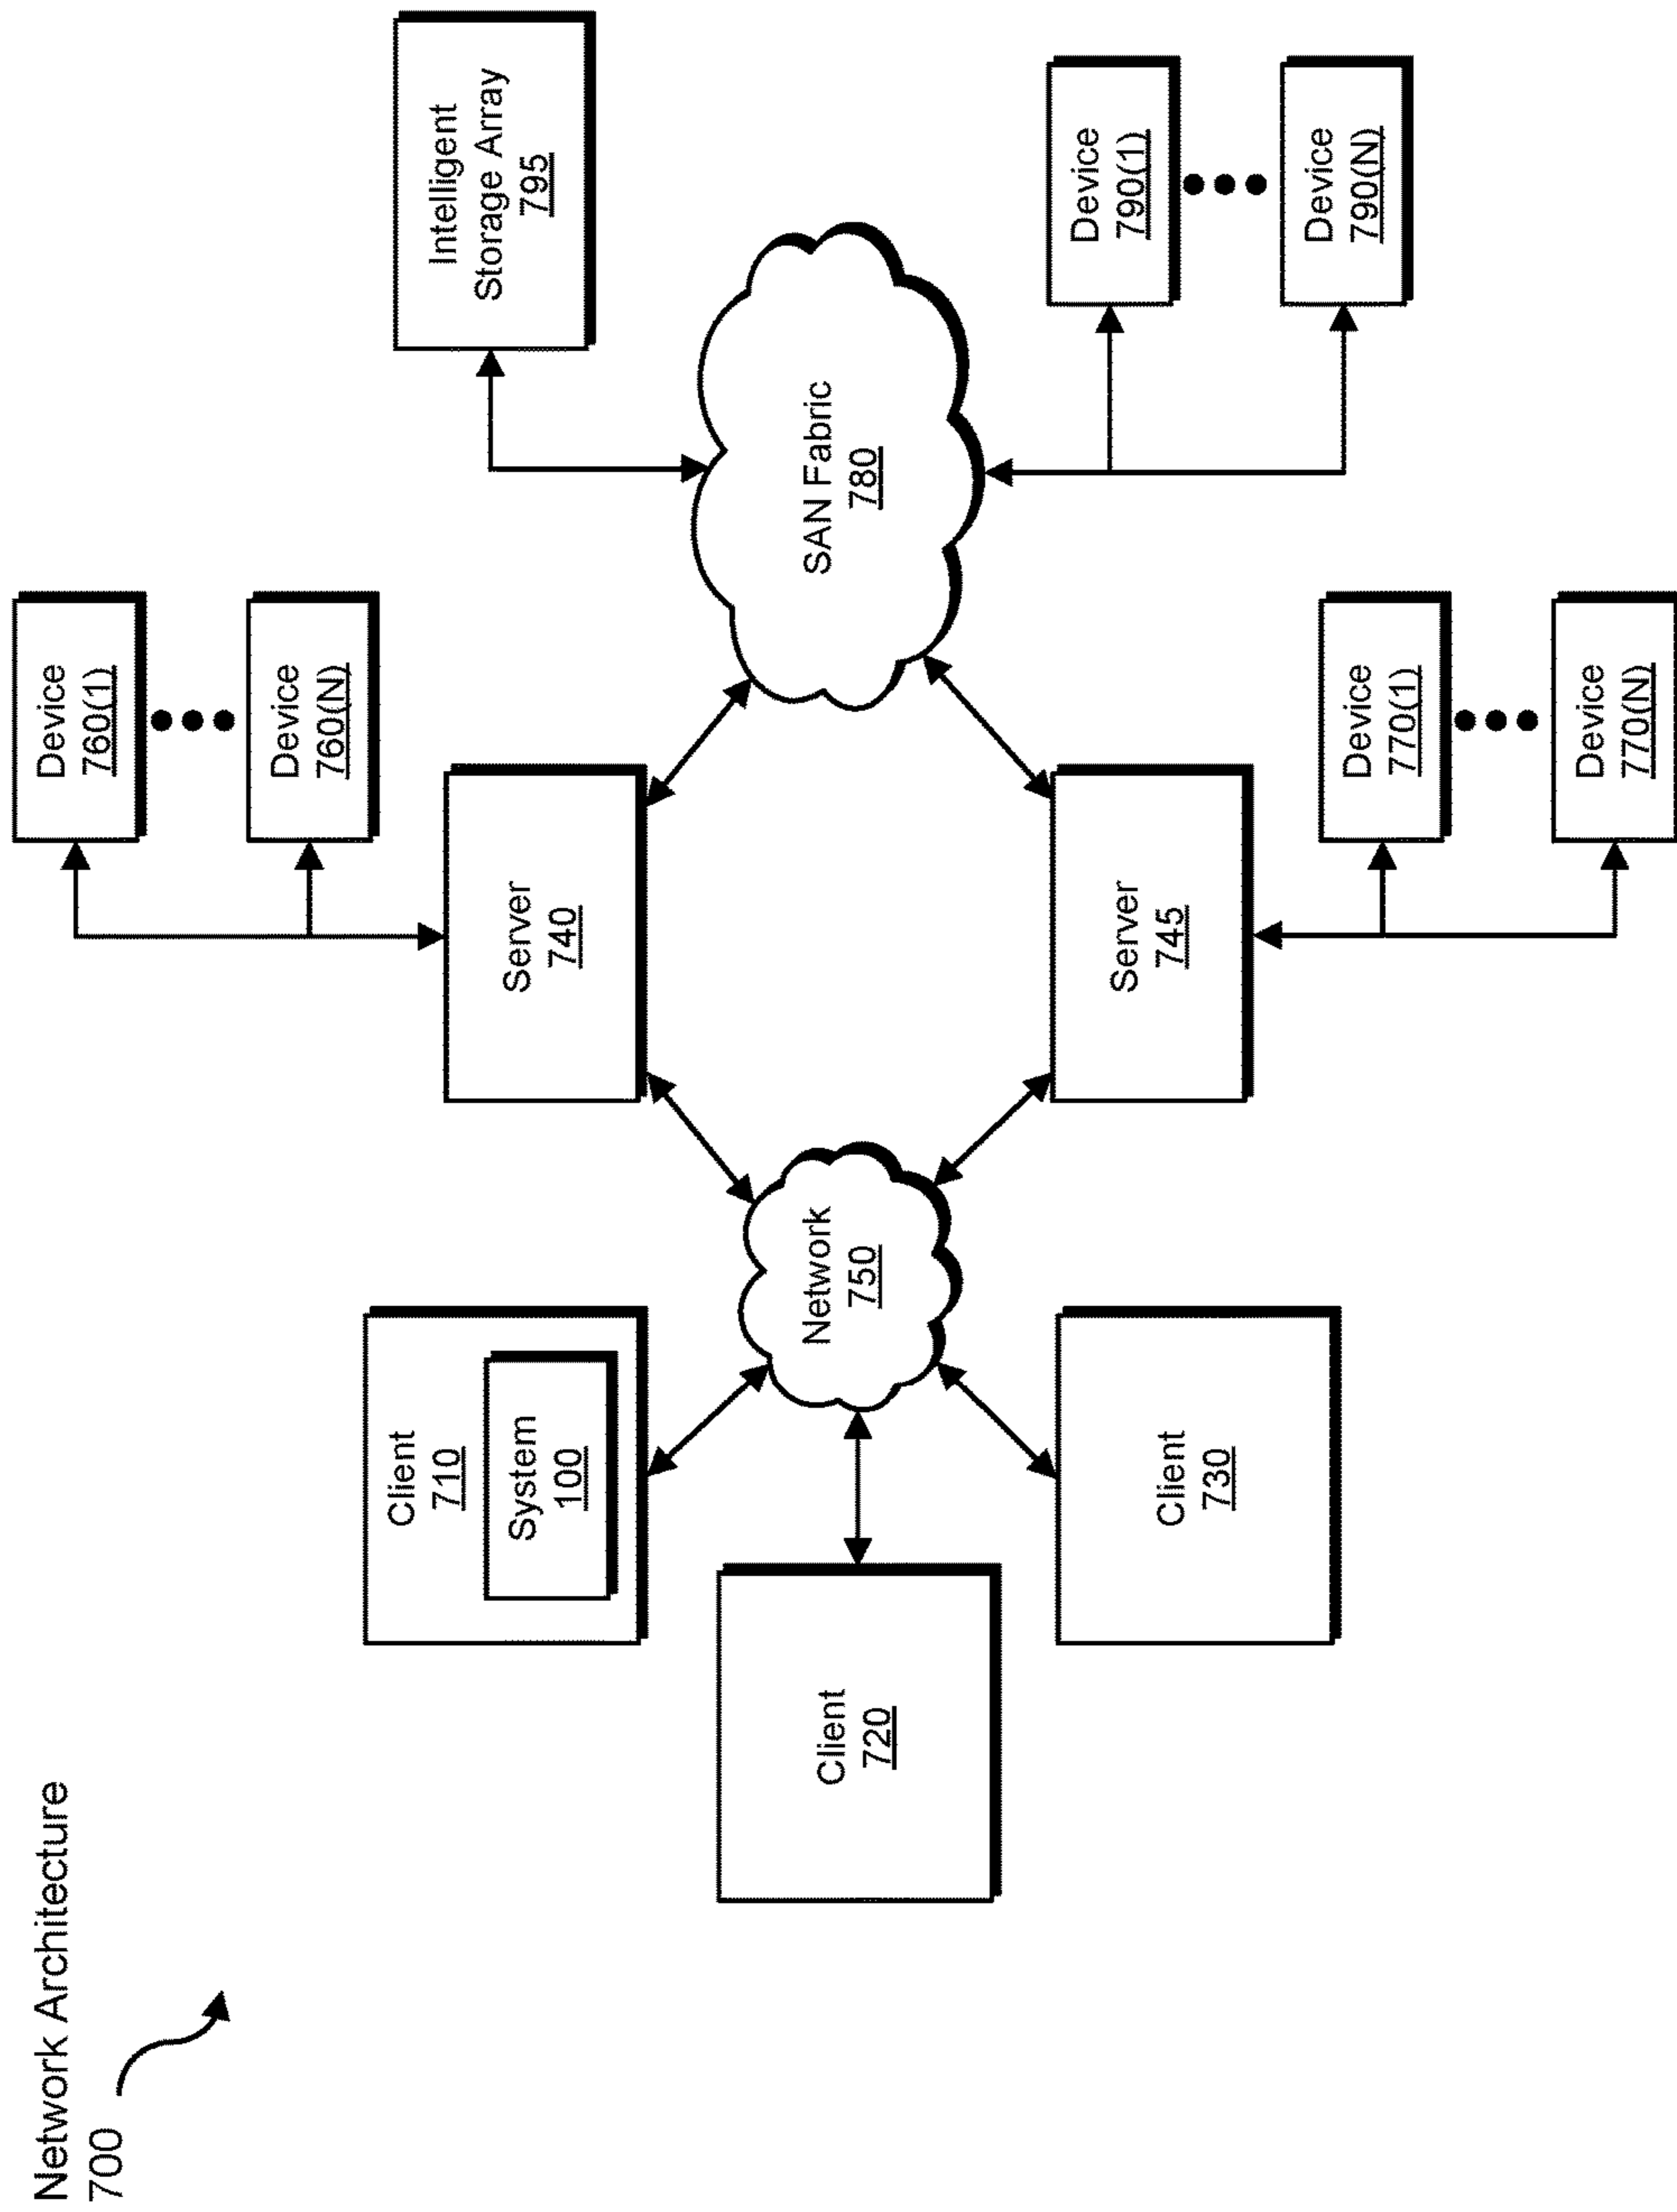 Network Architecture
700
Client
710
System
100
Client
720
Client
730
Network
750
Server
740
Server
745
Device
760(1)
Device
760(N)
Device
770(1)
Device
770(N)
SAN Fabric
780
Intelligent
Storage Array
795
Device
790(1)
Device
790(N)